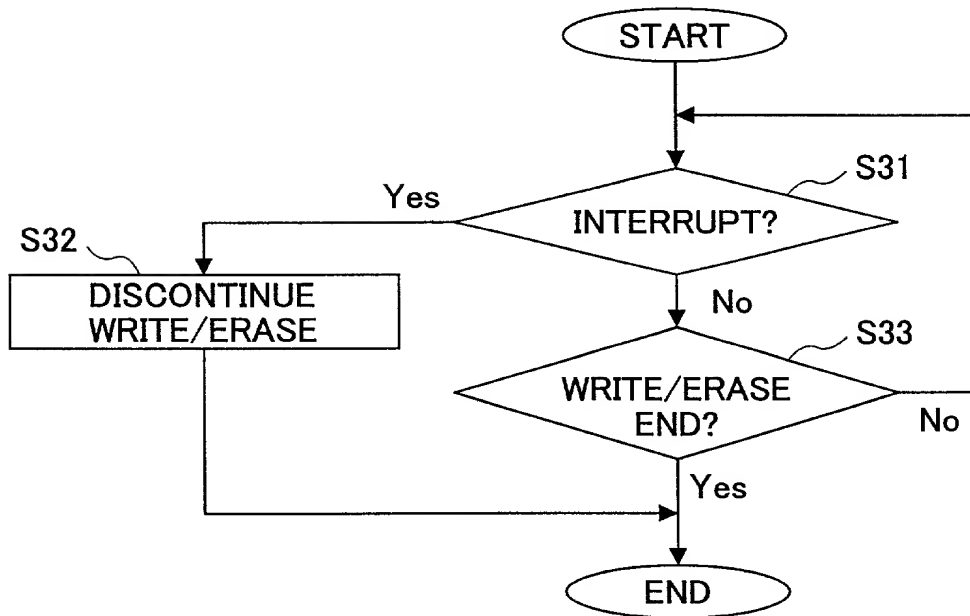 START
S31
Yes
INTERRUPT?
S32
DISCONTINUE
WRITE/ERASE
No
S33
WRITE/ERASE
END?
No
Yes
END